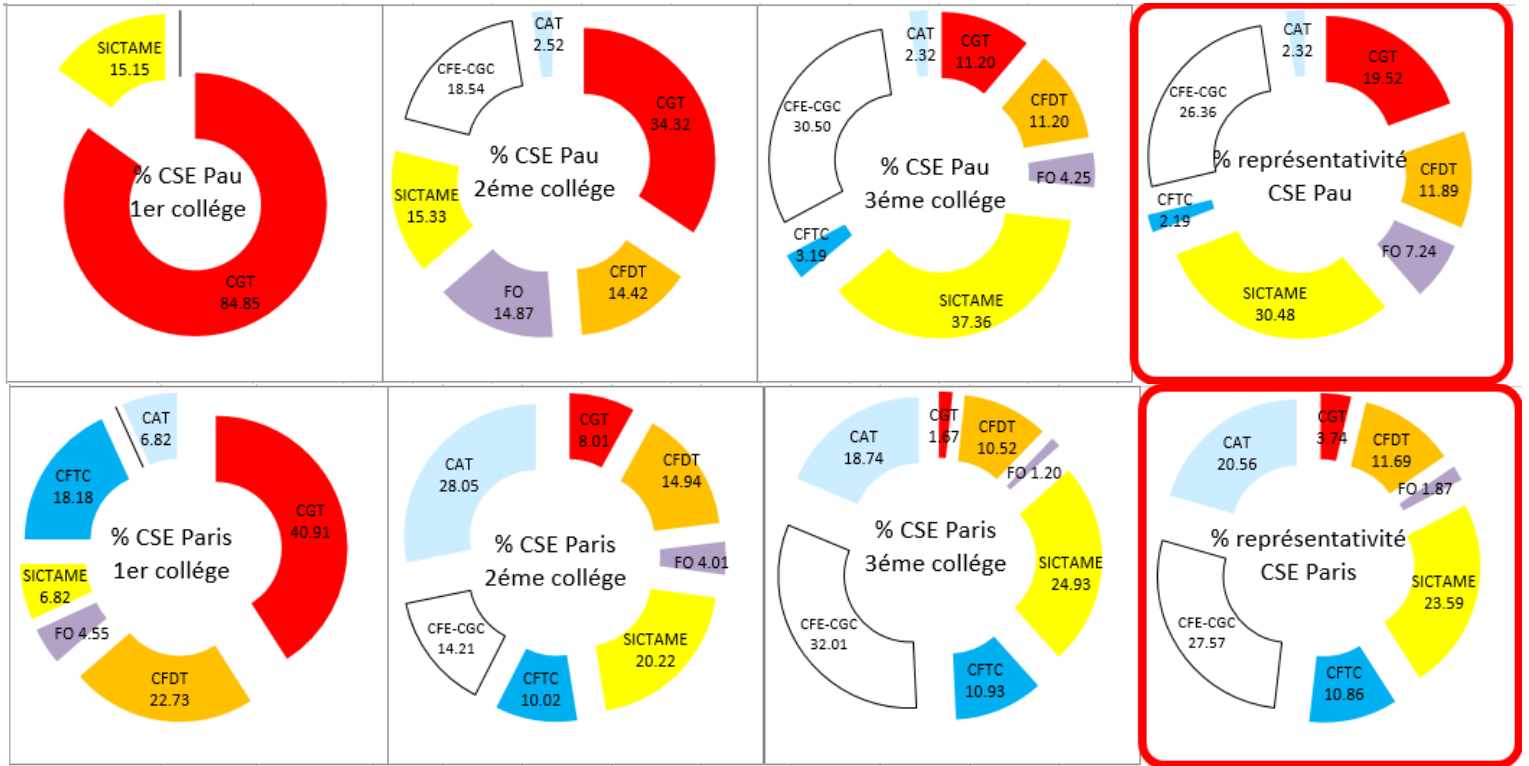 SICTAME
15.15
% CSE Pau
1er collége
CGT
84.85
CAT
2.52
CFE-CGC
18.54
CGT
34.32
% CSE Pau
2éme collége
SICTAME
15.33
CFDT
14.42
FO
14.87
CAT
2.32
CGT
11.20
CFDT
11.20
CFE-CGC
30.50
% CSE Pau
3éme collége
FO 4.25
CFTC
3.19
SICTAME
37.36
CAT
2.32
CGT
19.52
CFE-CGC
26.36
% représentativité
CSE Pau
CFDT
11.89
CFTC
2.19
FO 7.24
SICTAME
30.48
CAT
6.82
CFTC
18.18
CGT
40.91
% CSE Paris
1er collége
SICTAME
6.82
FO 4.55
CFDT
22.73
CGT
8.01
CAT
28.05
CFDT
14.94
% CSE Paris
2éme collége
FO 4.01
CFE-CGC
14.21
SICTAME
20.22
CFTC
10.02
CGT
1.67
CAT
18.74
CFDT
10.52
FO 1.20
% CSE Paris
3éme collége
SICTAME
24.93
CFE-CGC
32.01
CFTC
10.93
CGT
3.74
CAT
20.56
CFDT
11.69
FO 1.87
% représentativité
CSE Paris
SICTAME
23.59
CFE-CGC
27.57
CFTC
10.86